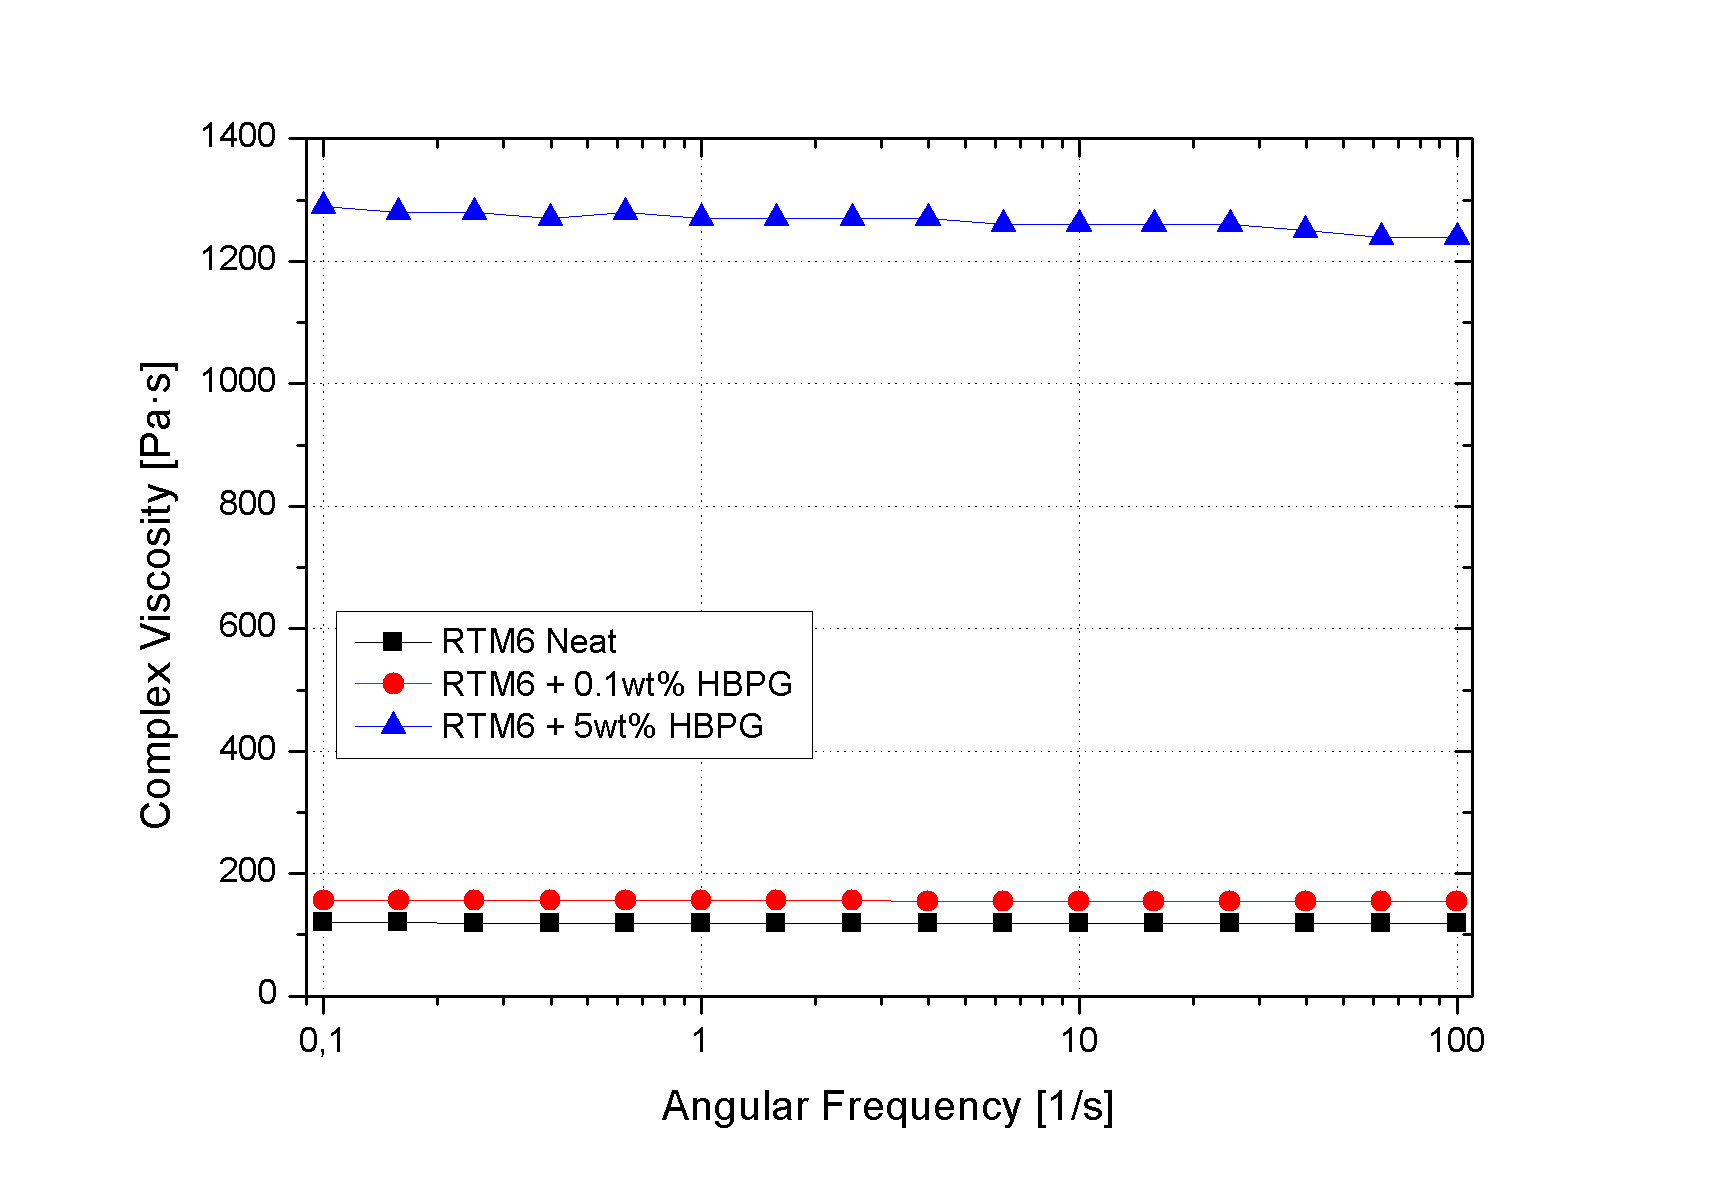 1400
1200
1000
800
600
400
200
0
Complex Viscosity [Pa·s]
RTM6 Neat
RTM6 + 0.1wt% HBPG
RTM6 + 5wt% HBPG
0,1 1 10 100
Angular Frequency [1/s]